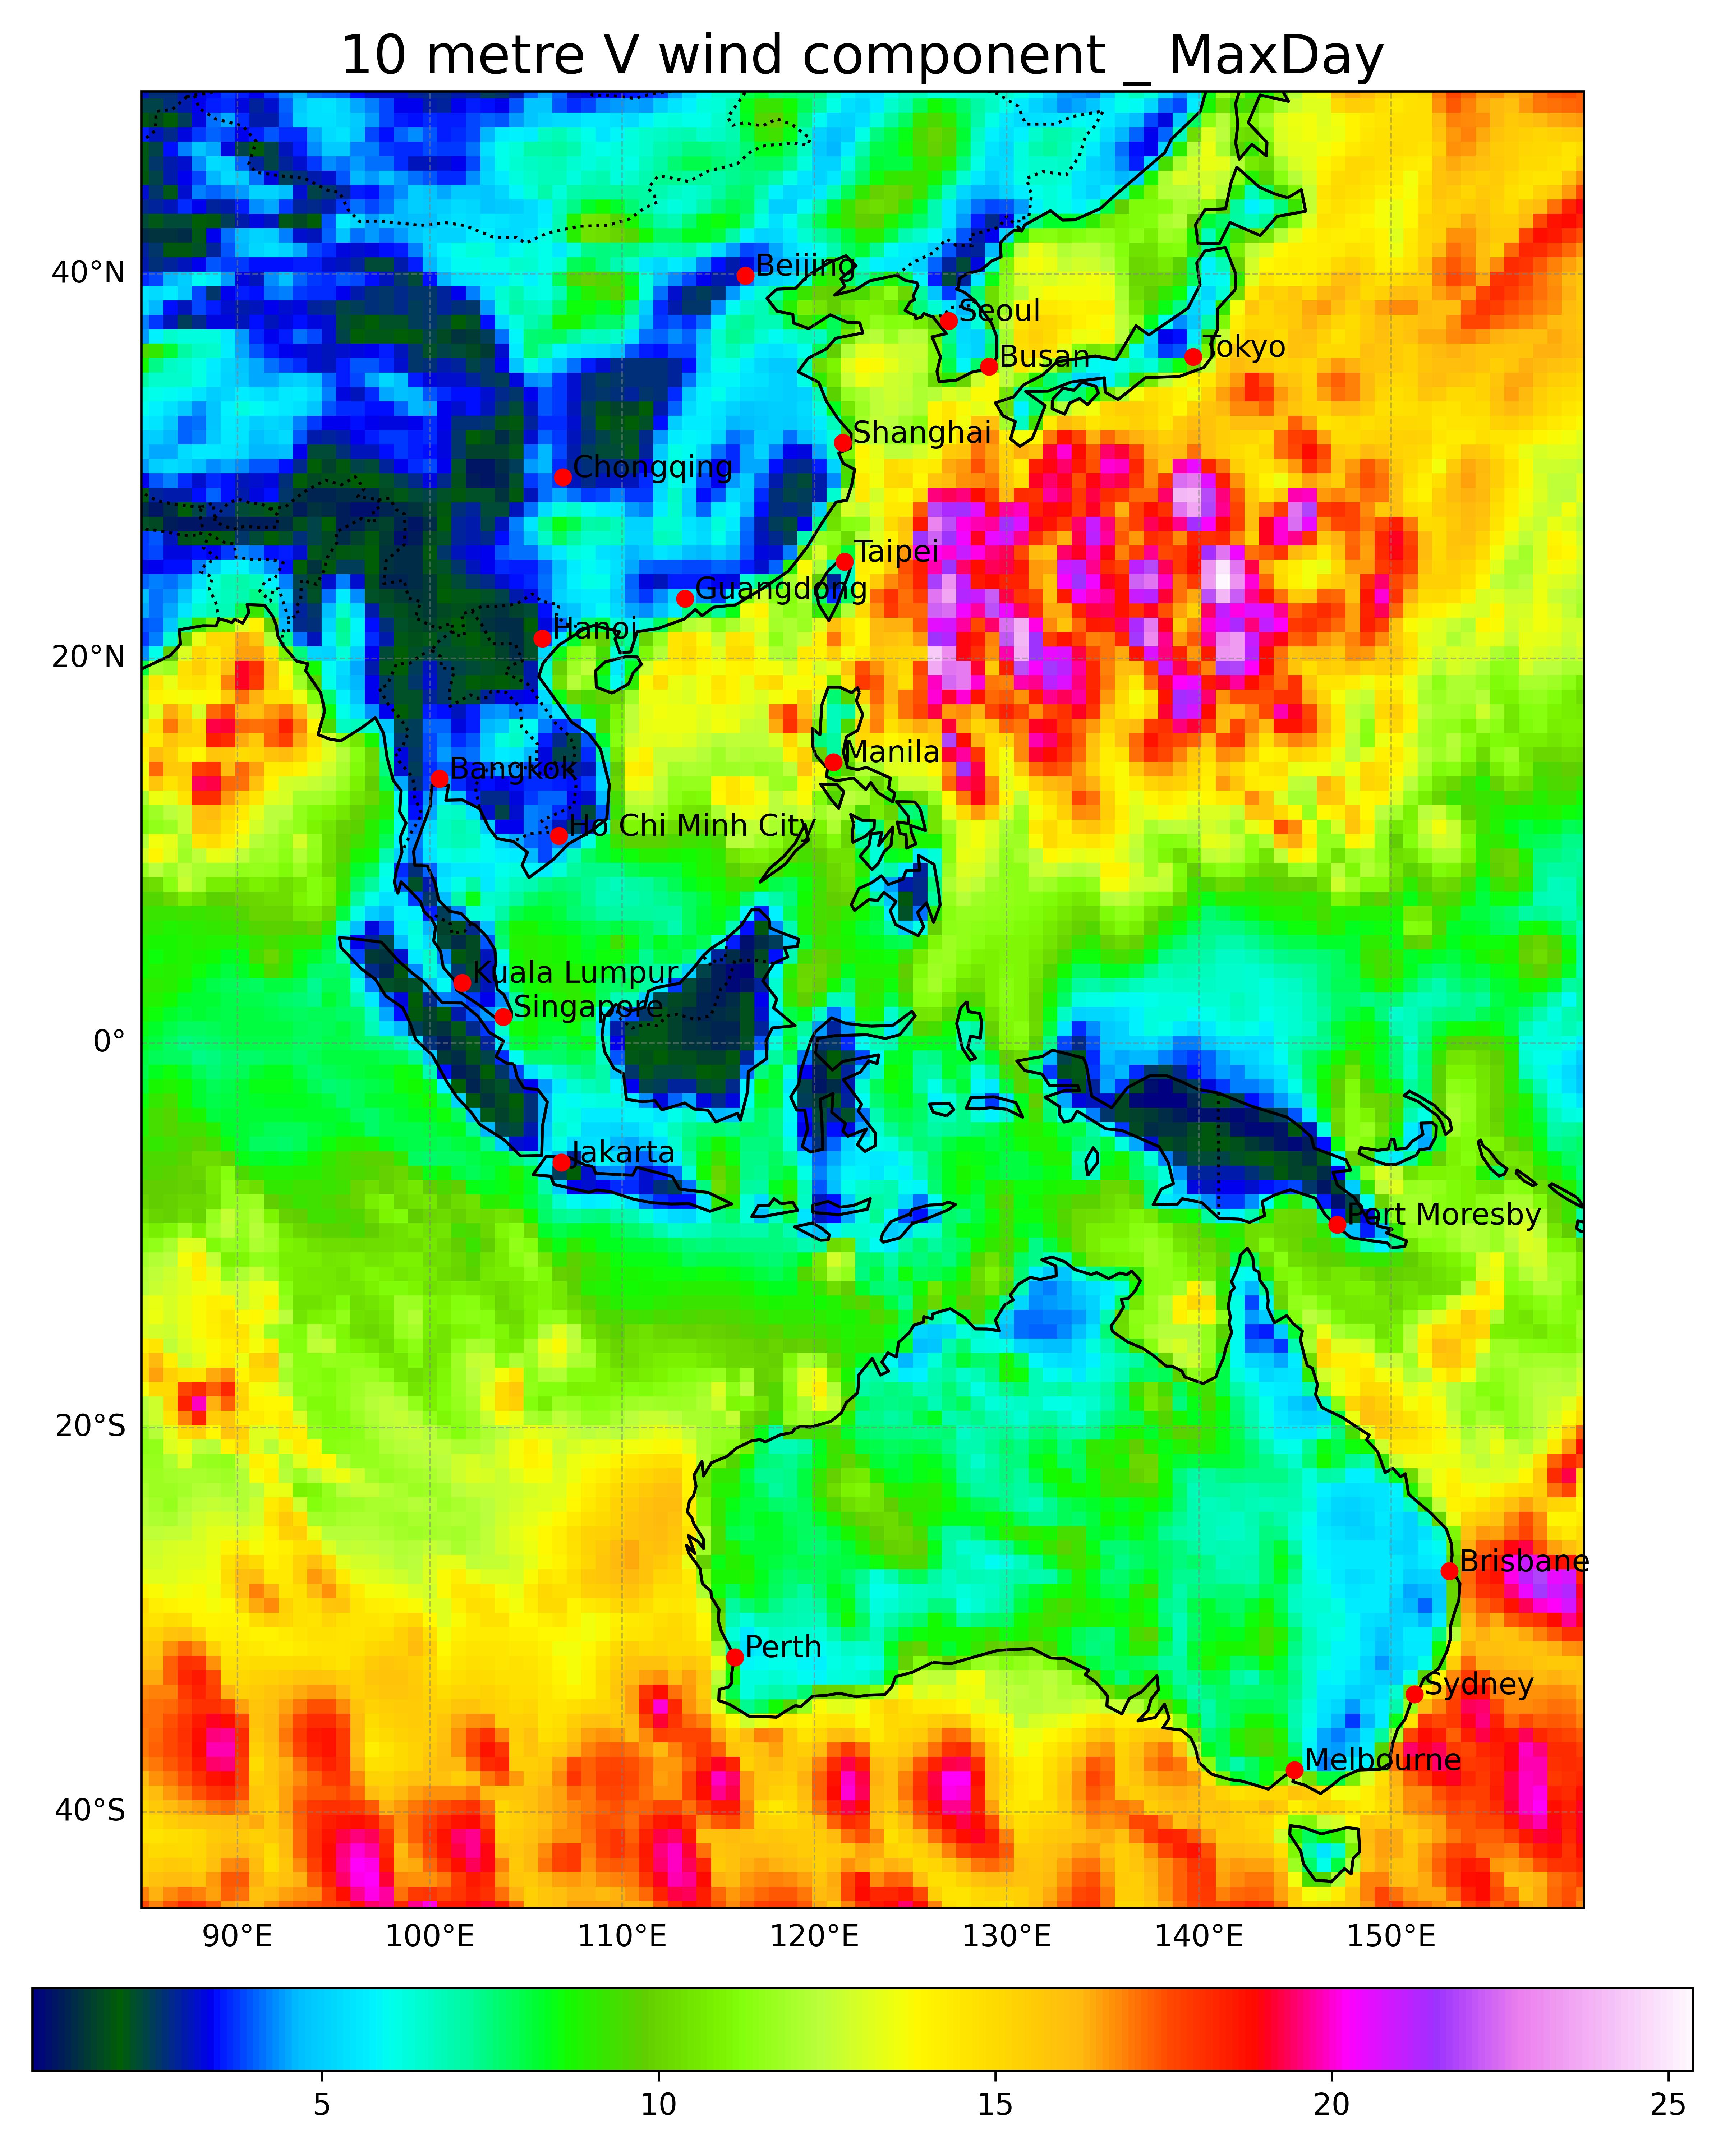 10 metre V wind component _ MaxDay
40°N
20°N
0°
20°S
40°S
Beijing
Seoul
Tokyo
Busan
Shanghai
Chongqing
Taipei
Guangdong
Hanoi
Manila
Bangkok
Ho Chi Minh City
Kuala Lumpur
Singapore
Jakarta
Port Moresby
Brisbane
Perth
Sydney
Melbourne
90°E 100°E 110°E 120°E 130°E 140°E 150°E
5 10 15 20 25